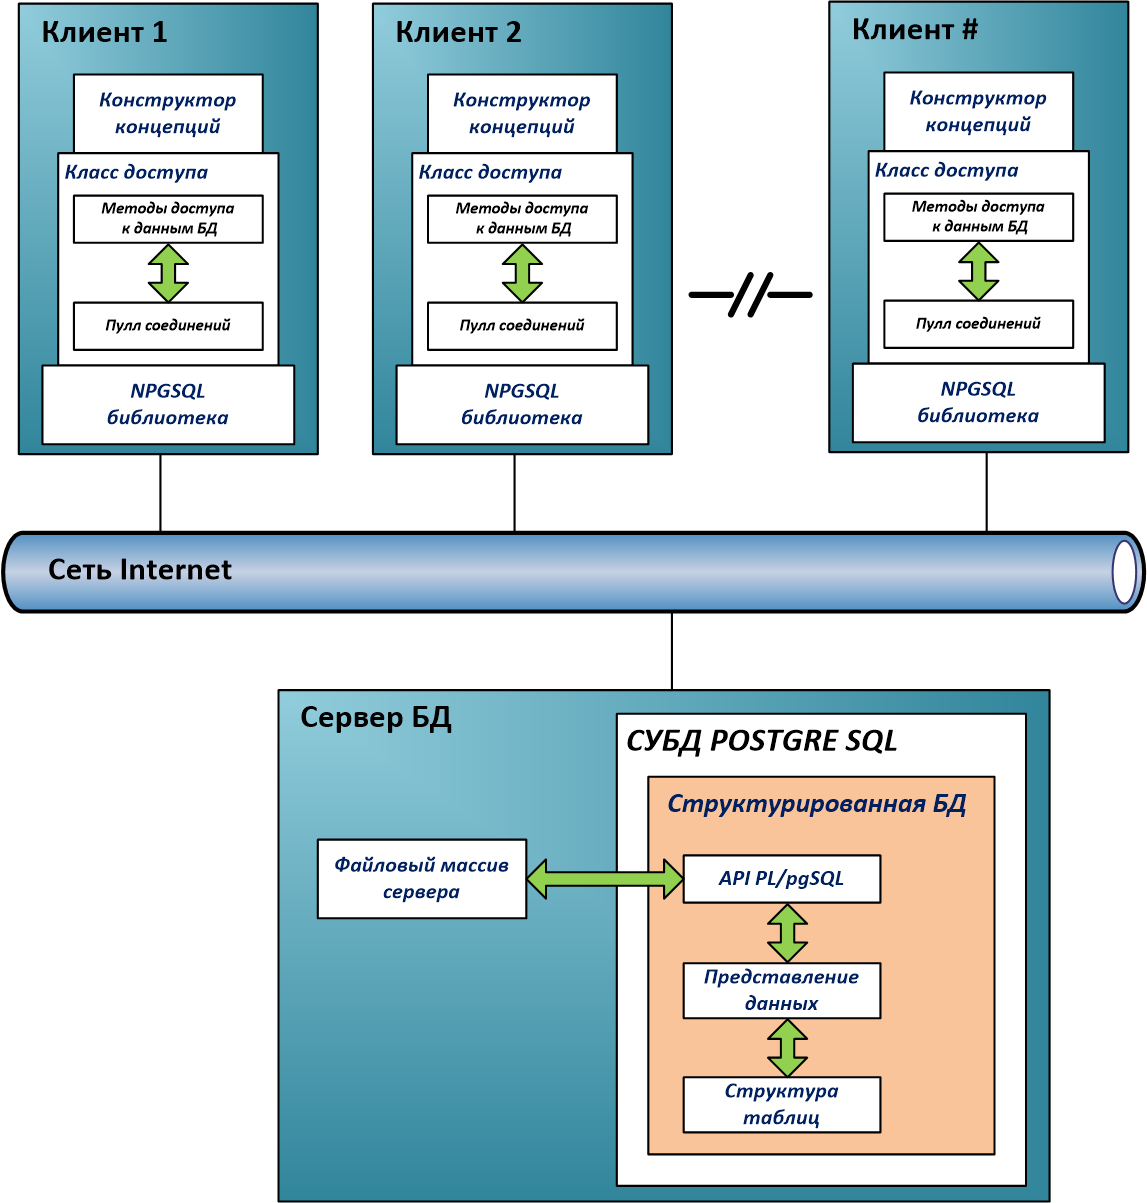 Клиент 1
Конструктор
концепций
Класс доступа
Методы доступа
к данным БД
Пулл соединений
NPGSQL
библиотека
Клиент 2
Конструктор
концепций
Класс доступа
Методы доступа
к данным БД
Пулл соединений
NPGSQL
библиотека
Клиент #
Конструктор
концепций
Класс доступа
Методы доступа
к данным БД
Пулл соединений
NPGSQL
библиотека
Сеть Internet
Сервер БД
СУБД POSTGRE SQL
Структурированная БД
Файловый массив
сервера
API PL/pgSQL
Представление
данных
Структура
таблиц